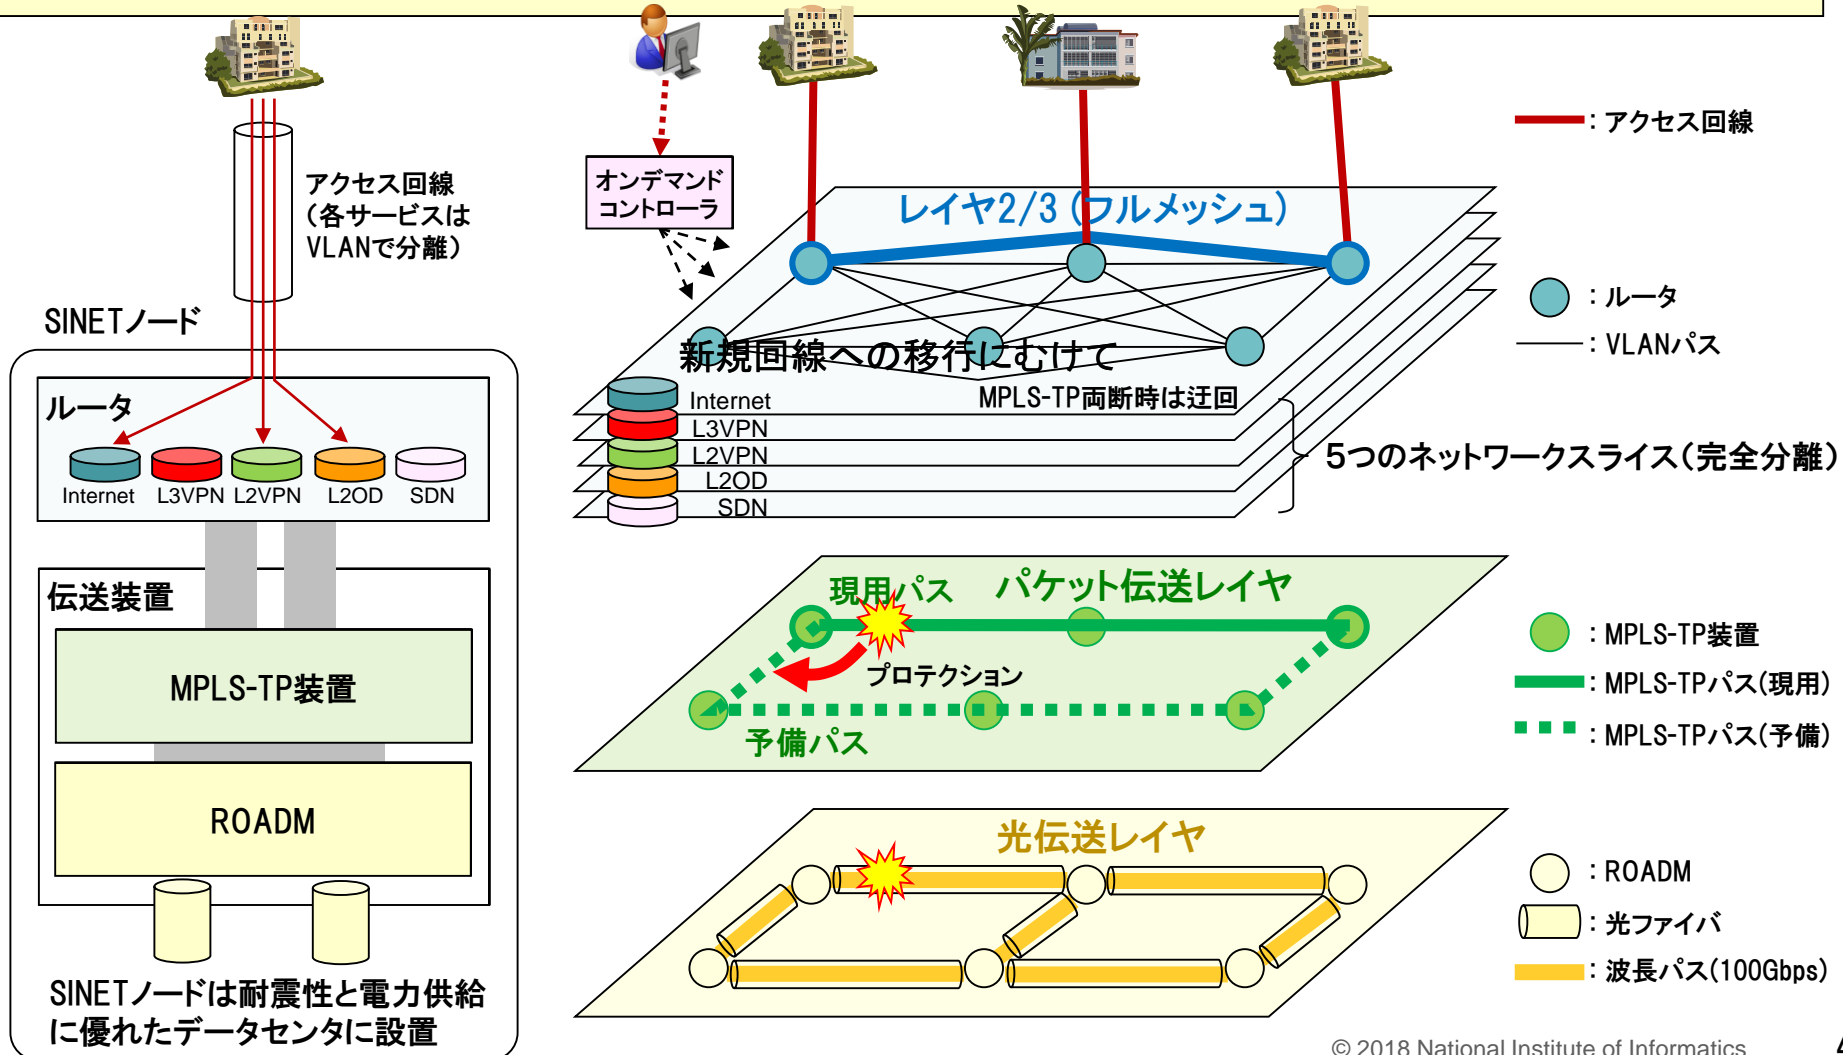 アクセス回線
（各サービスは
VLANで分離）
SINETノード
ルータ
Internet
L3VPN
L2VPN
L2OD
SDN
伝送装置
MPLS-TP装置
ROADM
SINETノードは耐震性と電力供給
に優れたデータセンタに設置
オンデマンド
コントローラ
レイヤ2/3 (フルメッシュ)
新規回線への移行にむけて
MPLS-TP両断時は迂回
Internet
L3VPN
L2VPN
L2OD
SDN
5つのネットワークスライス（完全分離）
現用パス
パケット伝送レイヤ
プロテクション
予備パス
光伝送レイヤ
：アクセス回線
：ルータ
：VLANパス
：MPLS-TP装置
：MPLS-TPパス(現用)
：MPLS-TPパス(予備)
：ROADM
：光ファイバ
：波長パス(100Gbps)
© 2018 National Institute of Informatics